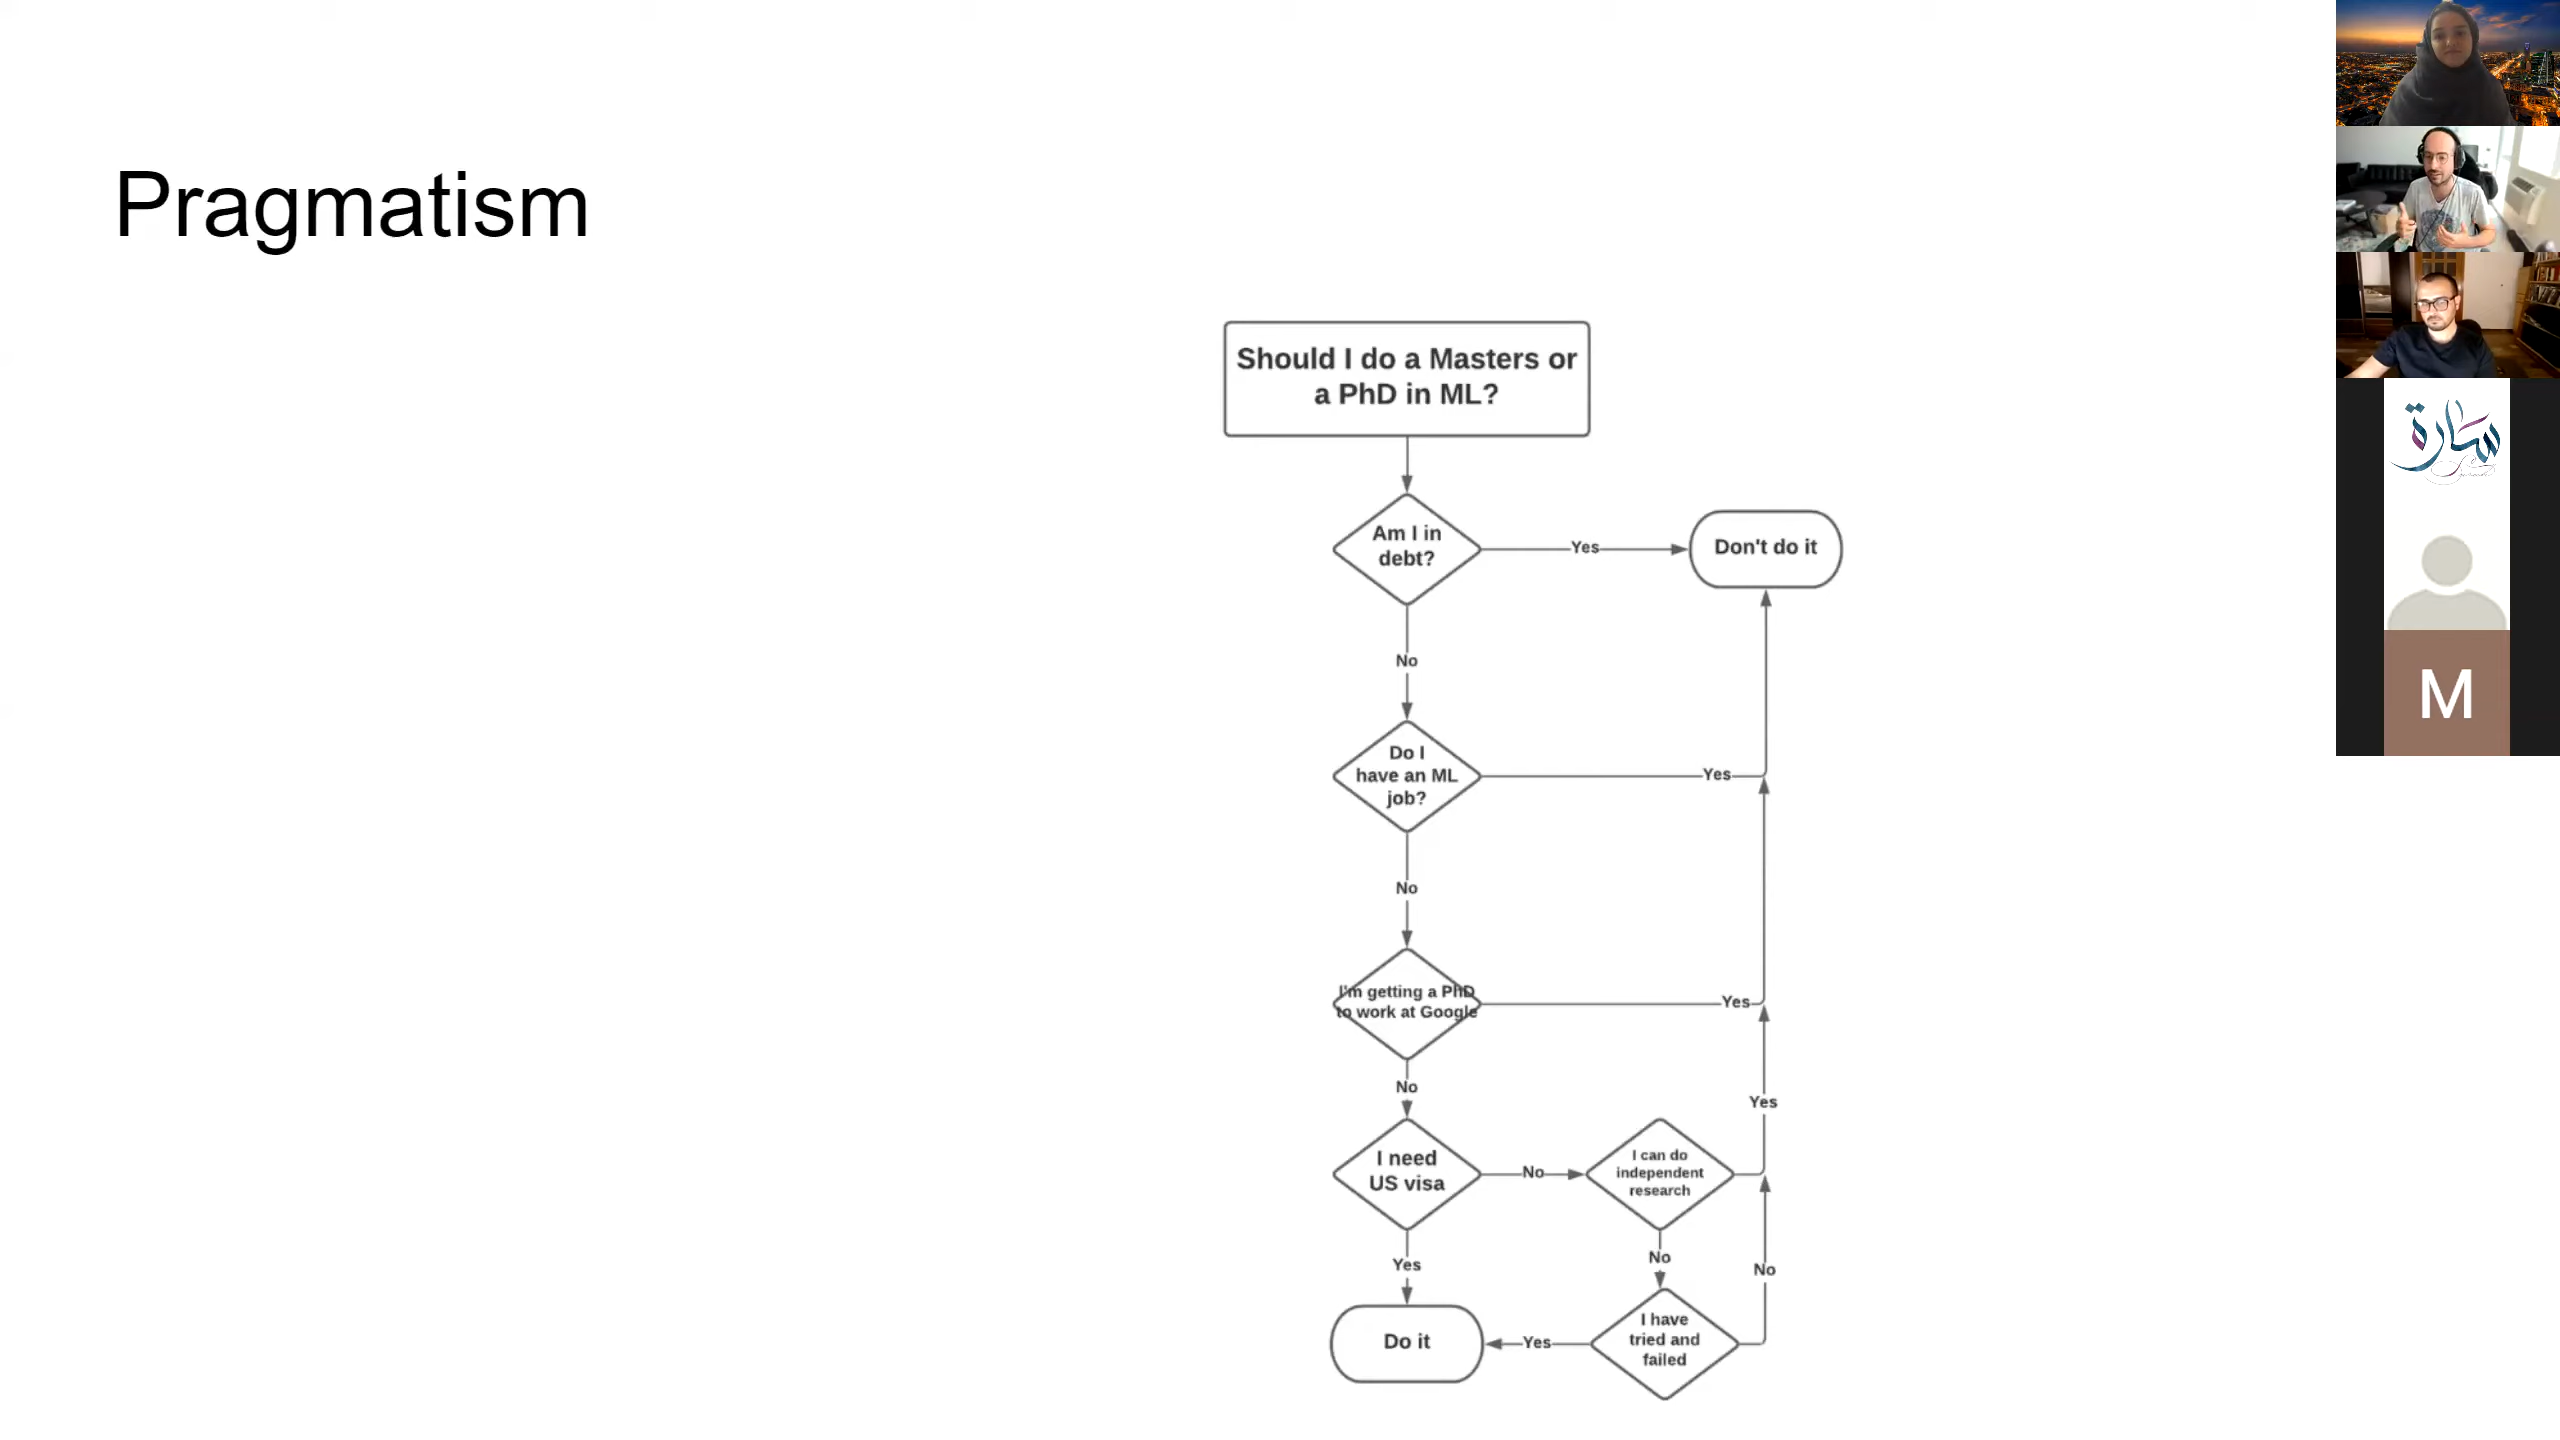 Pragmatism
Should I do a Masters or
a PhD in ML?
Am I in
debt?
Yes
Don't do it
No
Do I
have an ML
job?
Yes
No
I'm getting a PhD
to work at Google
Yes
No
I need
US visa
No
I can do
independent
research
Yes
Yes
No
I have
tried and
failed
No
Yes
Do it
سارة
M